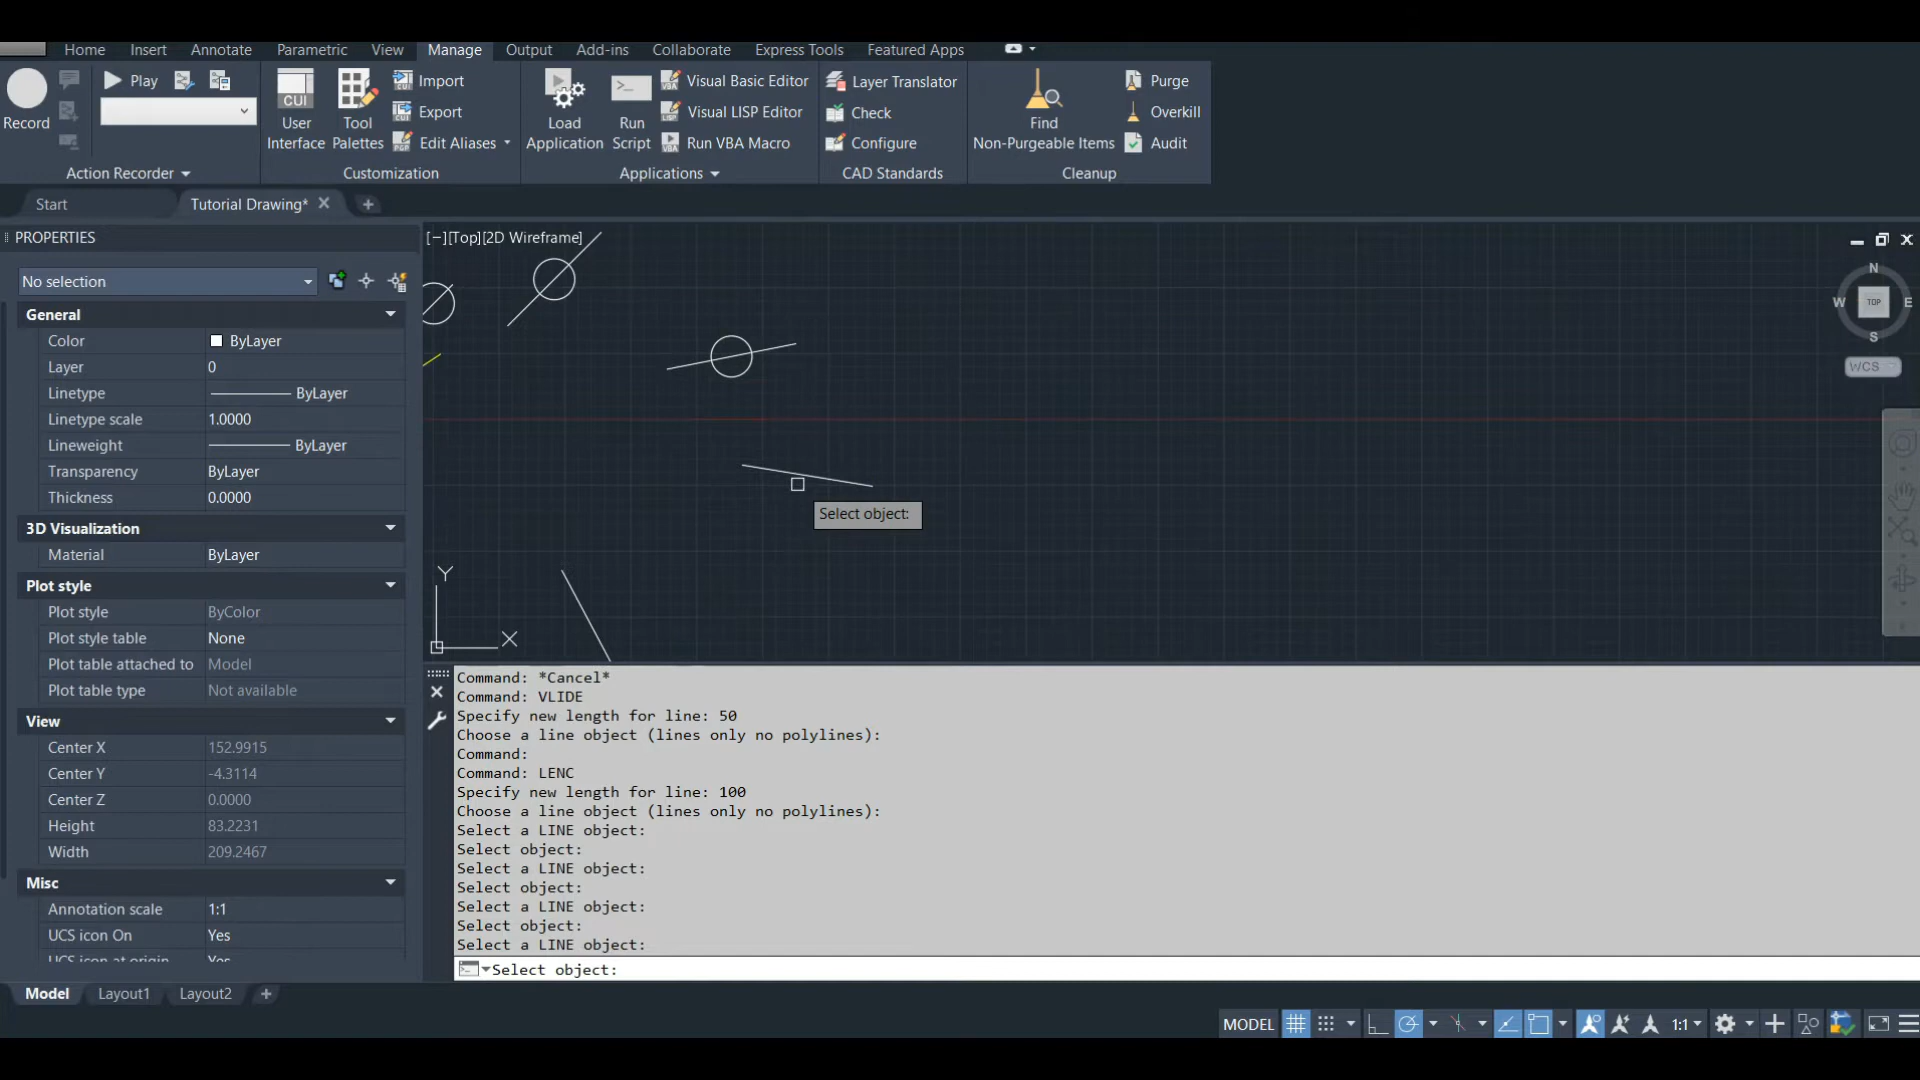 Home Insert Annotate Parametric View Manage Output Add-ins Collaborate Express Tools Featured Apps
Record
Play
CUI
User
Interface
Tool
Palettes
Import
Export
Edit Aliases
Load
Application
Run
Script
Visual Basic Editor
Visual LISP Editor
Run VBA Macro
Layer Translator
Check
Configure
Find
Non-Purgeable Items
Purge
Overkill
Audit
Action Recorder
Customization
Applications
CAD Standards
Cleanup
Start
Tutorial Drawing*
PROPERTIES
No selection
General
Color ByLayer
Layer 0
Linetype ByLayer
Linetype scale 1.0000
Lineweight ByLayer
Transparency ByLayer
Thickness 0.0000
3D Visualization
Material ByLayer
Plot style
Plot style ByColor
Plot style table None
Plot table attached to Model
Plot table type Not available
View
Center X 152.9915
Center Y -4.3114
Center Z 0.0000
Height 83.2231
Width 209.2467
Misc
Annotation scale 1:1
UCS icon On Yes
UCS icon at origin Yes
[−][Top][2D Wireframe]
N
W TOP E
S
WCS
Select object:
Y
X
Command: *Cancel*
Command: VLIDE
Specify new length for line: 50
Choose a line object (lines only no polylines):
Command:
Command: LENC
Specify new length for line: 100
Choose a line object (lines only no polylines):
Select a LINE object:
Select object:
Select a LINE object:
Select object:
Select a LINE object:
Select object:
Select a LINE object:
Select object:
Model Layout1 Layout2
MODEL
1:1